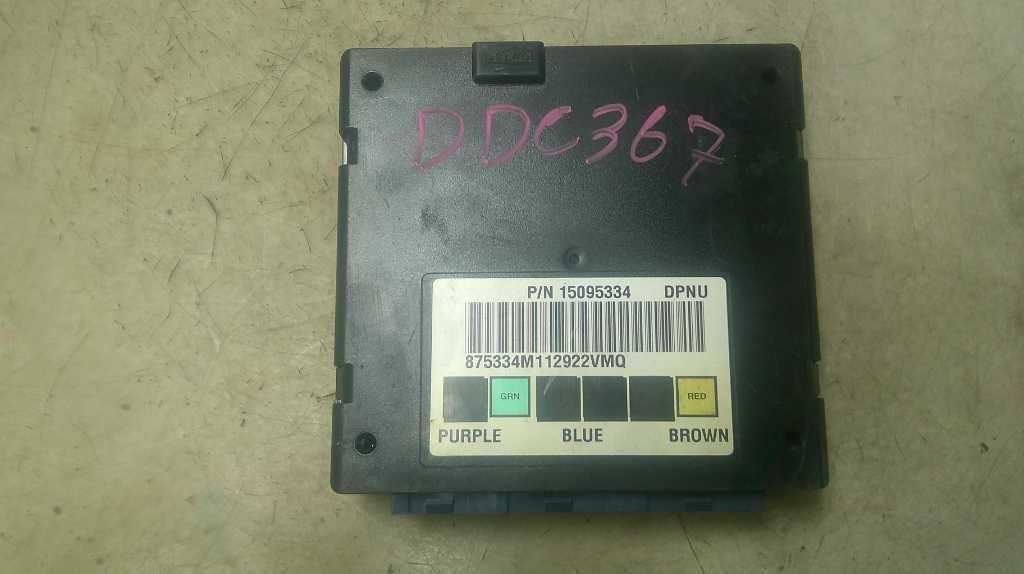 DDC367
P/N 15095334 DPNU
875334M112922VMQ
GRN RED
PURPLE BLUE BROWN